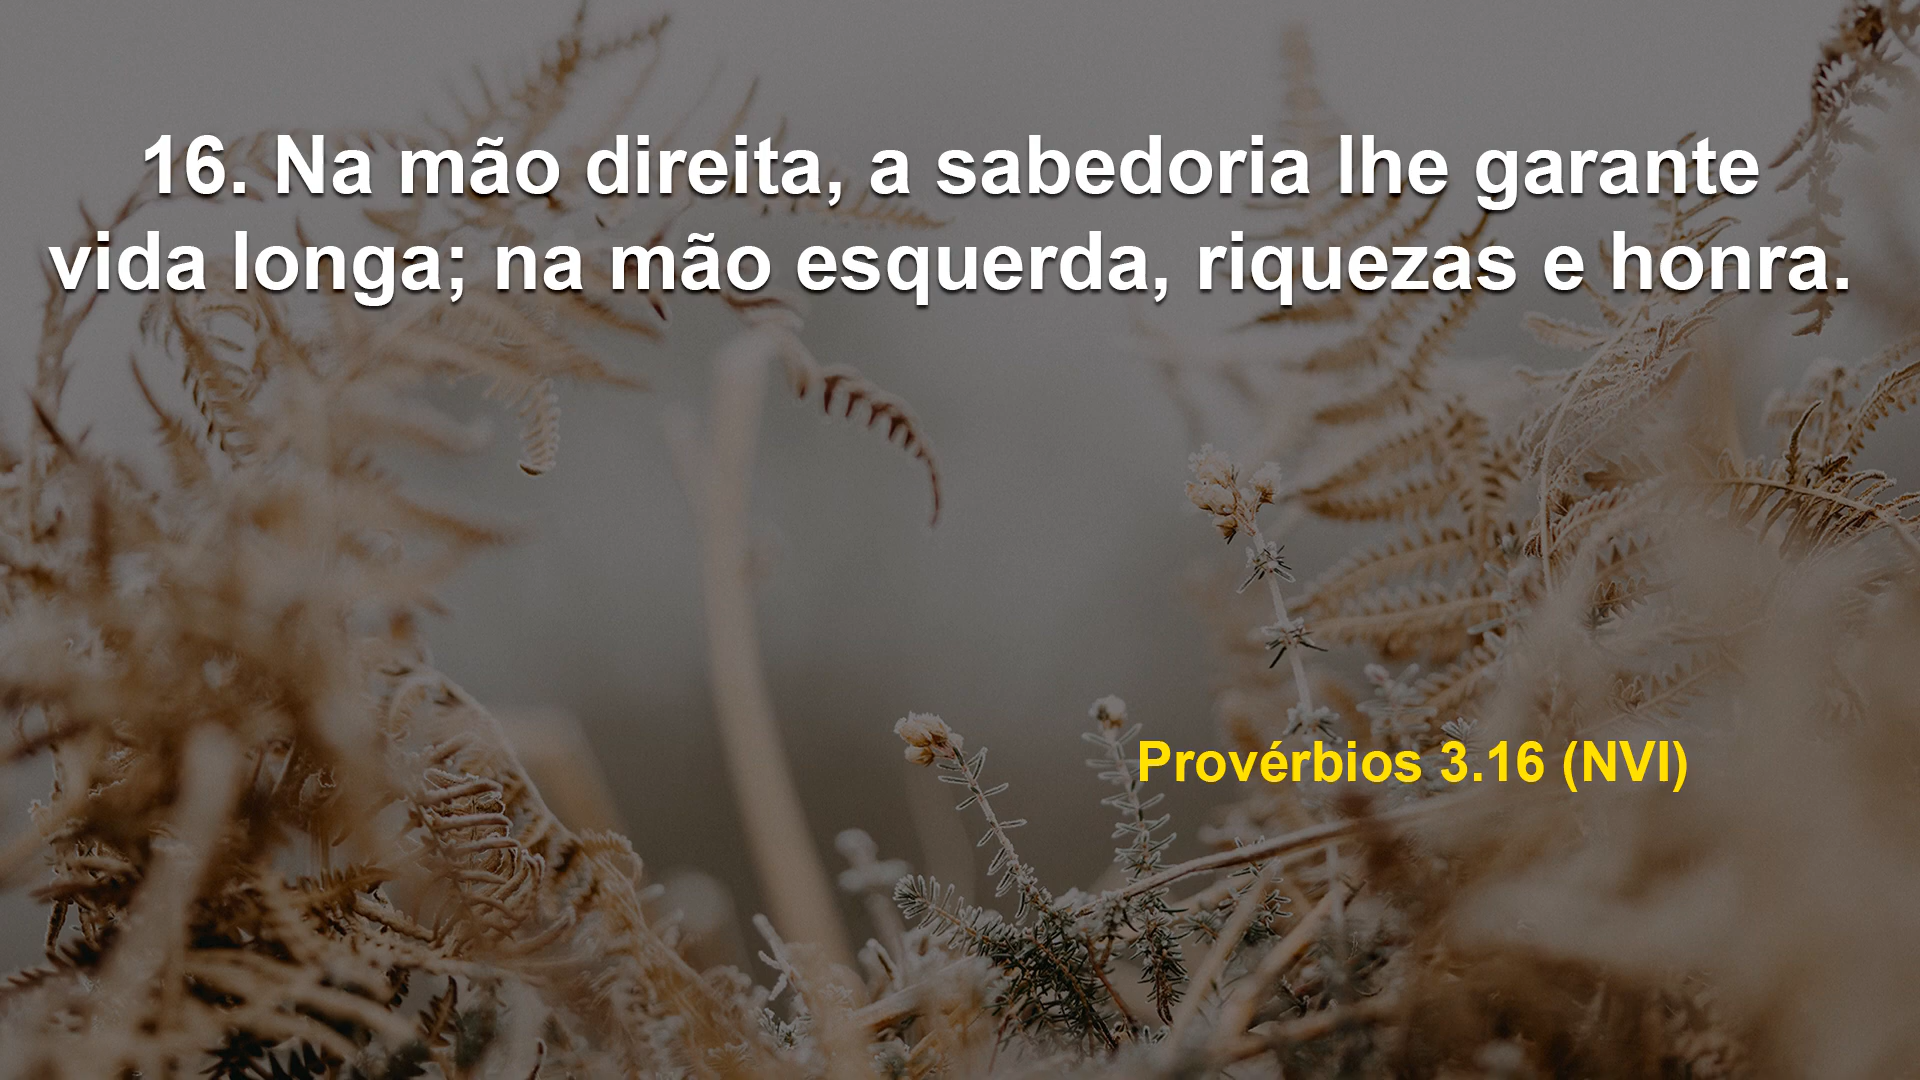 16. Na mão direita, a sabedoria lhe garante
vida longa; na mão esquerda, riquezas e honra.
Provérbios 3.16 (NVI)